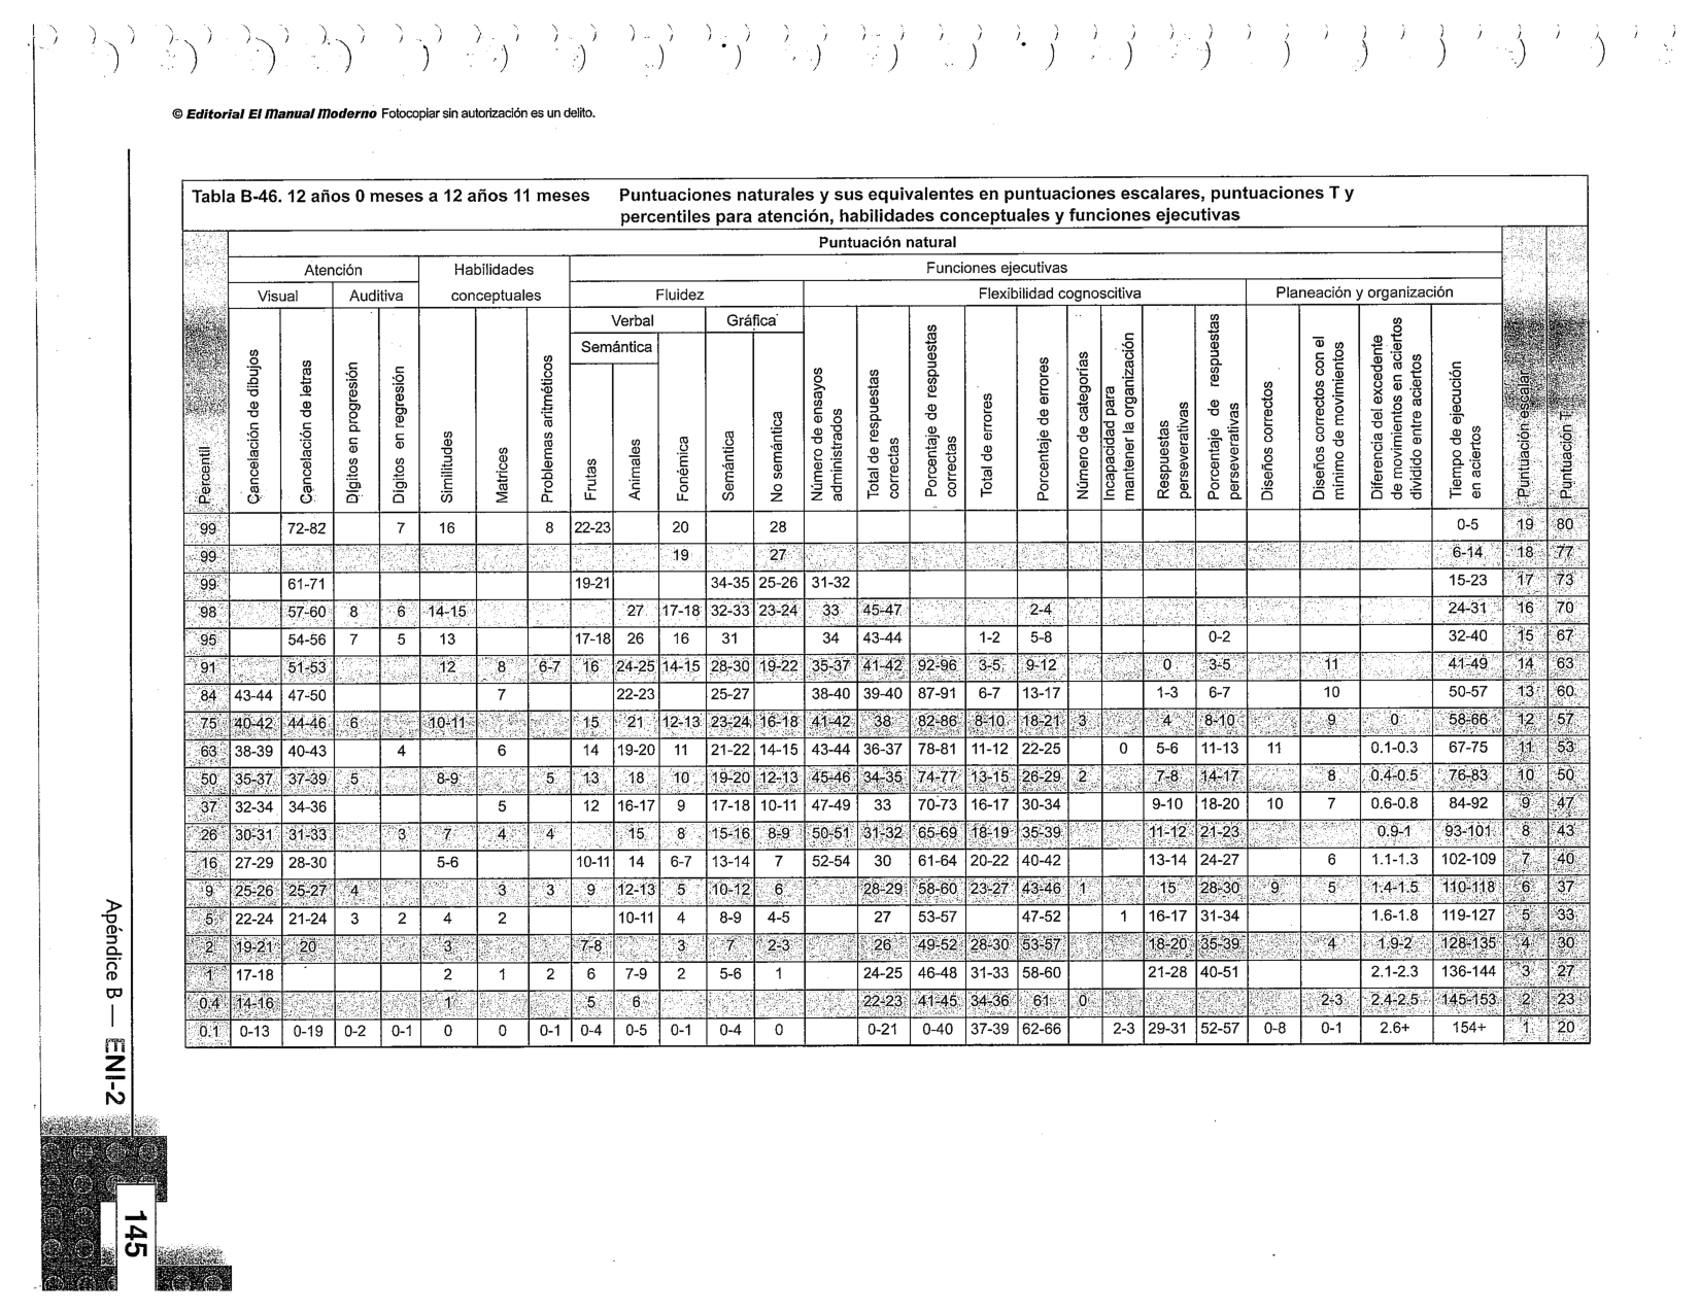 © Editorial El Manual Moderno Fotocopiar sin autorización es un delito.
Tabla B-46. 12 años 0 meses a 12 años 11 meses Puntuaciones naturales y sus equivalentes en puntuaciones escalares, puntuaciones T y
percentiles para atención, habilidades conceptuales y funciones ejecutivas
Puntuación natural
Atención Habilidades conceptuales Funciones ejecutivas
Visual Auditiva Fluidez Flexibilidad cognoscitiva Planeación y organización
Verbal Gráfica
Semántica
Percentil
Cancelación de dibujos
Cancelación de letras
Dígitos en progresión
Dígitos en regresión
Similitudes
Matrices
Problemas aritméticos
Frutas
Animales
Fonémica
Semántica
No semántica
Número de ensayos administrados
Total de respuestas correctas
Porcentaje de respuestas correctas
Total de errores
Porcentaje de errores
Número de categorías
Incapacidad para mantener la organización
Respuestas perseverativas
Porcentaje de respuestas perseverativas
Diseños correctos
Diseños correctos con el mínimo de movimientos
Diferencia del excedente de movimientos en aciertos dividido entre aciertos
Tiempo de ejecución en aciertos
Puntuación escalar
Puntuación T
99 72-82 7 16 8 22-23 20 28 0-5 19 80
99 19 27 6-14 18 77
99 61-71 19-21 34-35 25-26 31-32 15-23 17 73
98 57-60 8 6 14-15 27 17-18 32-33 23-24 33 45-47 2-4 24-31 16 70
95 54-56 7 5 13 17-18 26 16 31 34 43-44 1-2 5-8 0-2 32-40 15 67
91 51-53 12 8 6-7 16 24-25 14-15 28-30 19-22 35-37 41-42 92-96 3-5 9-12 0 3-5 11 41-49 14 63
84 43-44 47-50 7 22-23 25-27 38-40 39-40 87-91 6-7 13-17 1-3 6-7 10 50-57 13 60
75 40-42 44-46 6 10-11 15 21 12-13 23-24 16-18 41-42 38 82-86 8-10 18-21 3 4 8-10 9 0 58-66 12 57
63 38-39 40-43 4 6 14 19-20 11 21-22 14-15 43-44 36-37 78-81 11-12 22-25 0 5-6 11-13 11 0.1-0.3 67-75 11 53
50 35-37 37-39 5 8-9 5 13 18 10 19-20 12-13 45-46 34-35 74-77 13-15 26-29 2 7-8 14-17 8 0.4-0.5 76-83 10 50
37 32-34 34-36 5 12 16-17 9 17-18 10-11 47-49 33 70-73 16-17 30-34 9-10 18-20 10 7 0.6-0.8 84-92 9 47
26 30-31 31-33 3 7 4 4 15 8 15-16 8-9 50-51 31-32 65-69 18-19 35-39 11-12 21-23 0.9-1 93-101 8 43
16 27-29 28-30 5-6 10-11 14 6-7 13-14 7 52-54 30 61-64 20-22 40-42 13-14 24-27 6 1.1-1.3 102-109 7 40
9 25-26 25-27 4 3 3 9 12-13 5 10-12 6 28-29 58-60 23-27 43-46 1 15 28-30 9 5 1.4-1.5 110-118 6 37
5 22-24 21-24 3 2 4 2 10-11 4 8-9 4-5 27 53-57 47-52 1 16-17 31-34 1.6-1.8 119-127 5 33
2 19-21 20 3 7-8 3 7 2-3 26 49-52 28-30 53-57 18-20 35-39 4 1.9-2 128-135 4 30
1 17-18 2 1 2 6 7-9 2 5-6 1 24-25 46-48 31-33 58-60 21-28 40-51 2.1-2.3 136-144 3 27
0.4 14-16 1 5 6 22-23 41-45 34-36 61 0 2-3 2.4-2.5 145-153 2 23
0.1 0-13 0-19 0-2 0-1 0 0 0-1 0-4 0-5 0-1 0-4 0 0-21 0-40 37-39 62-66 2-3 29-31 52-57 0-8 0-1 2.6+ 154+ 1 20
Apéndice B — ENI-2
145